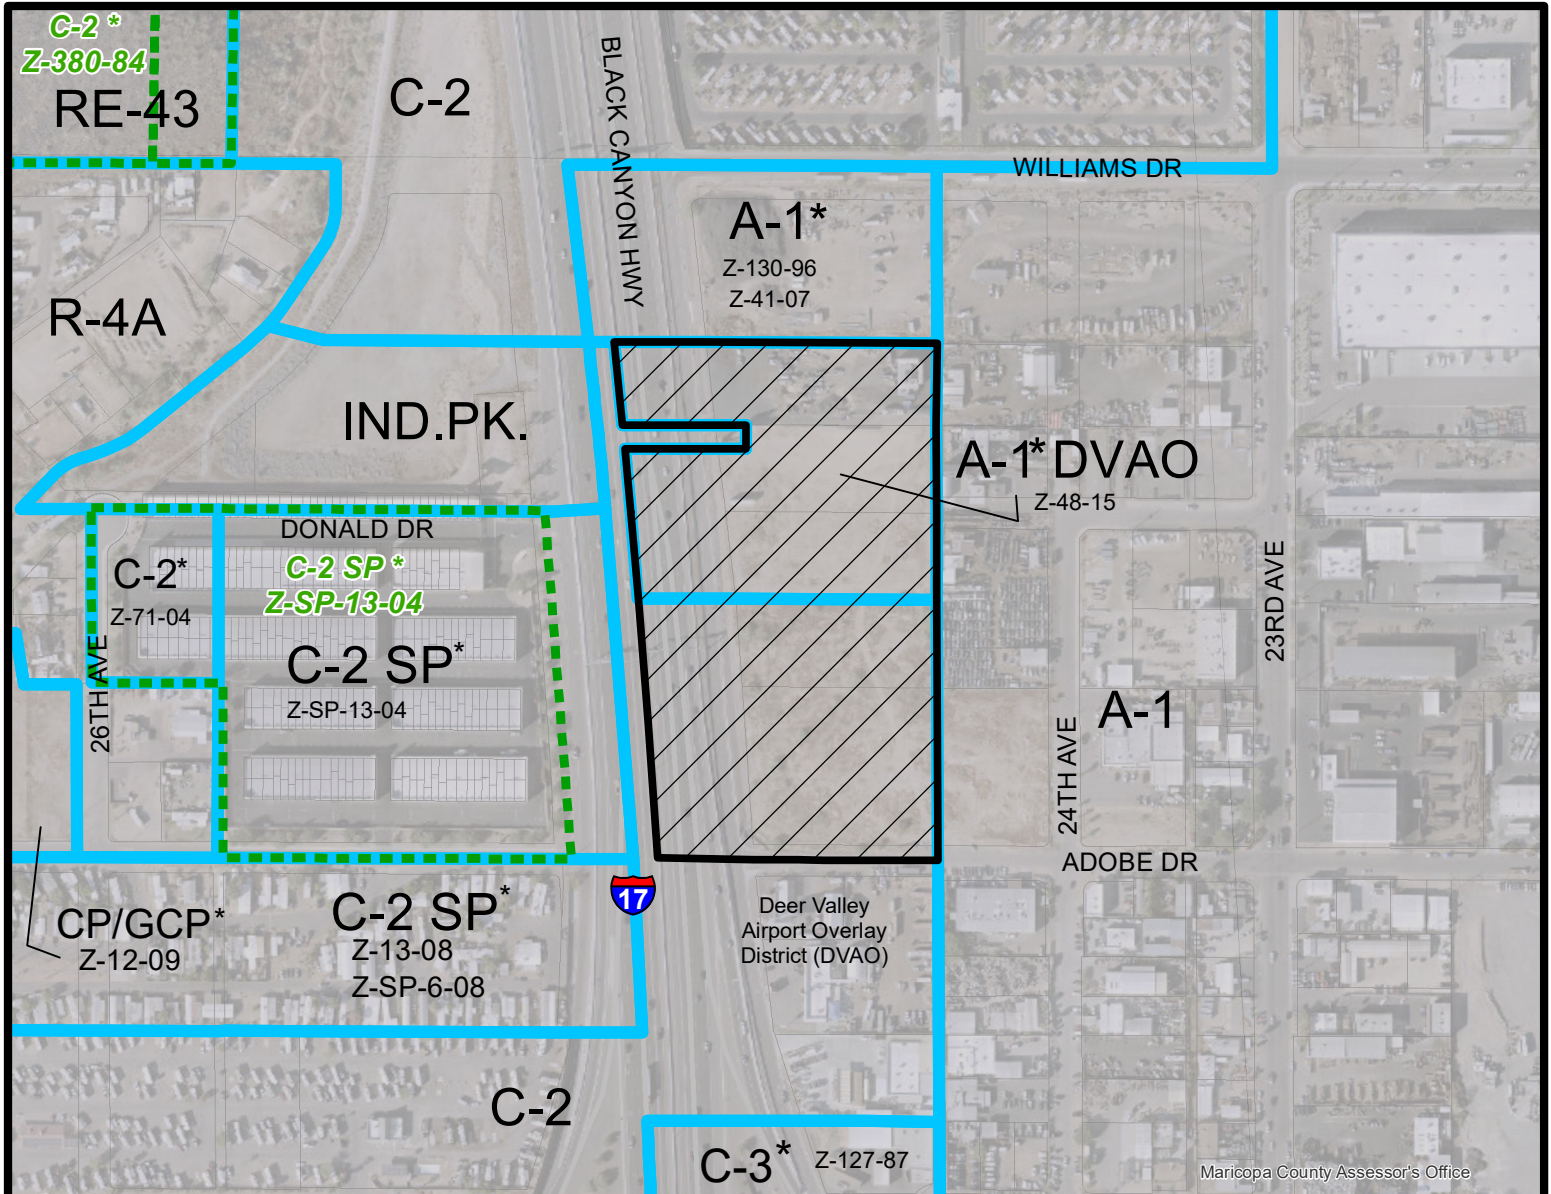 C-2 *
Z-380-84
RE-43
C-2
BLACK CANYON HWY
WILLIAMS DR
A-1*
Z-130-96
Z-41-07
R-4A
IND.PK.
A-1* DVAO
Z-48-15
DONALD DR
C-2*
Z-71-04
C-2 SP *
Z-SP-13-04
C-2 SP*
Z-SP-13-04
26TH AVE
23RD AVE
24TH AVE
A-1
ADOBE DR
17
CP/GCP*
Z-12-09
C-2 SP*
Z-13-08
Z-SP-6-08
Deer Valley
Airport Overlay
District (DVAO)
C-2
C-3*
Z-127-87
Maricopa County Assessor's Office